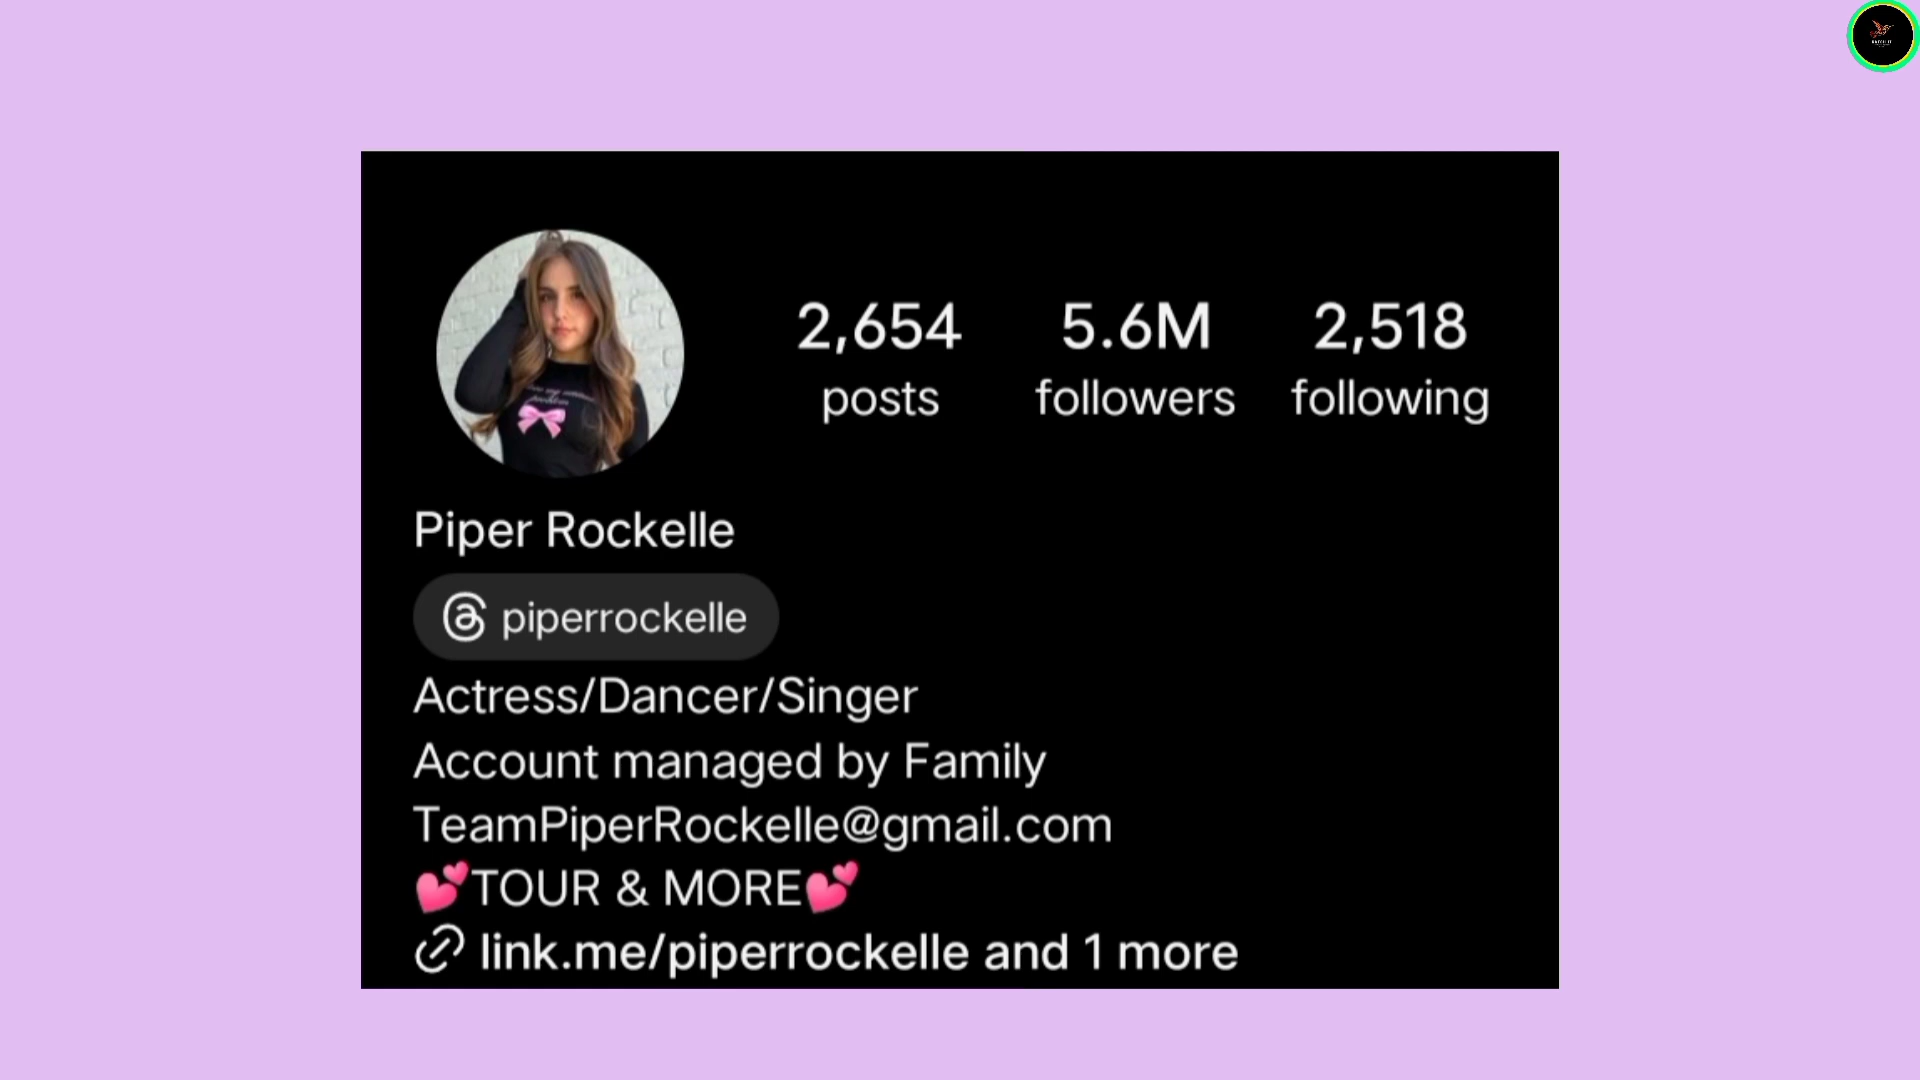 2,654 5.6M 2,518
posts followers following
Piper Rockelle
piperrockelle
Actress/Dancer/Singer
Account managed by Family
TeamPiperRockelle@gmail.com
💕TOUR & MORE💕
link.me/piperrockelle and 1 more